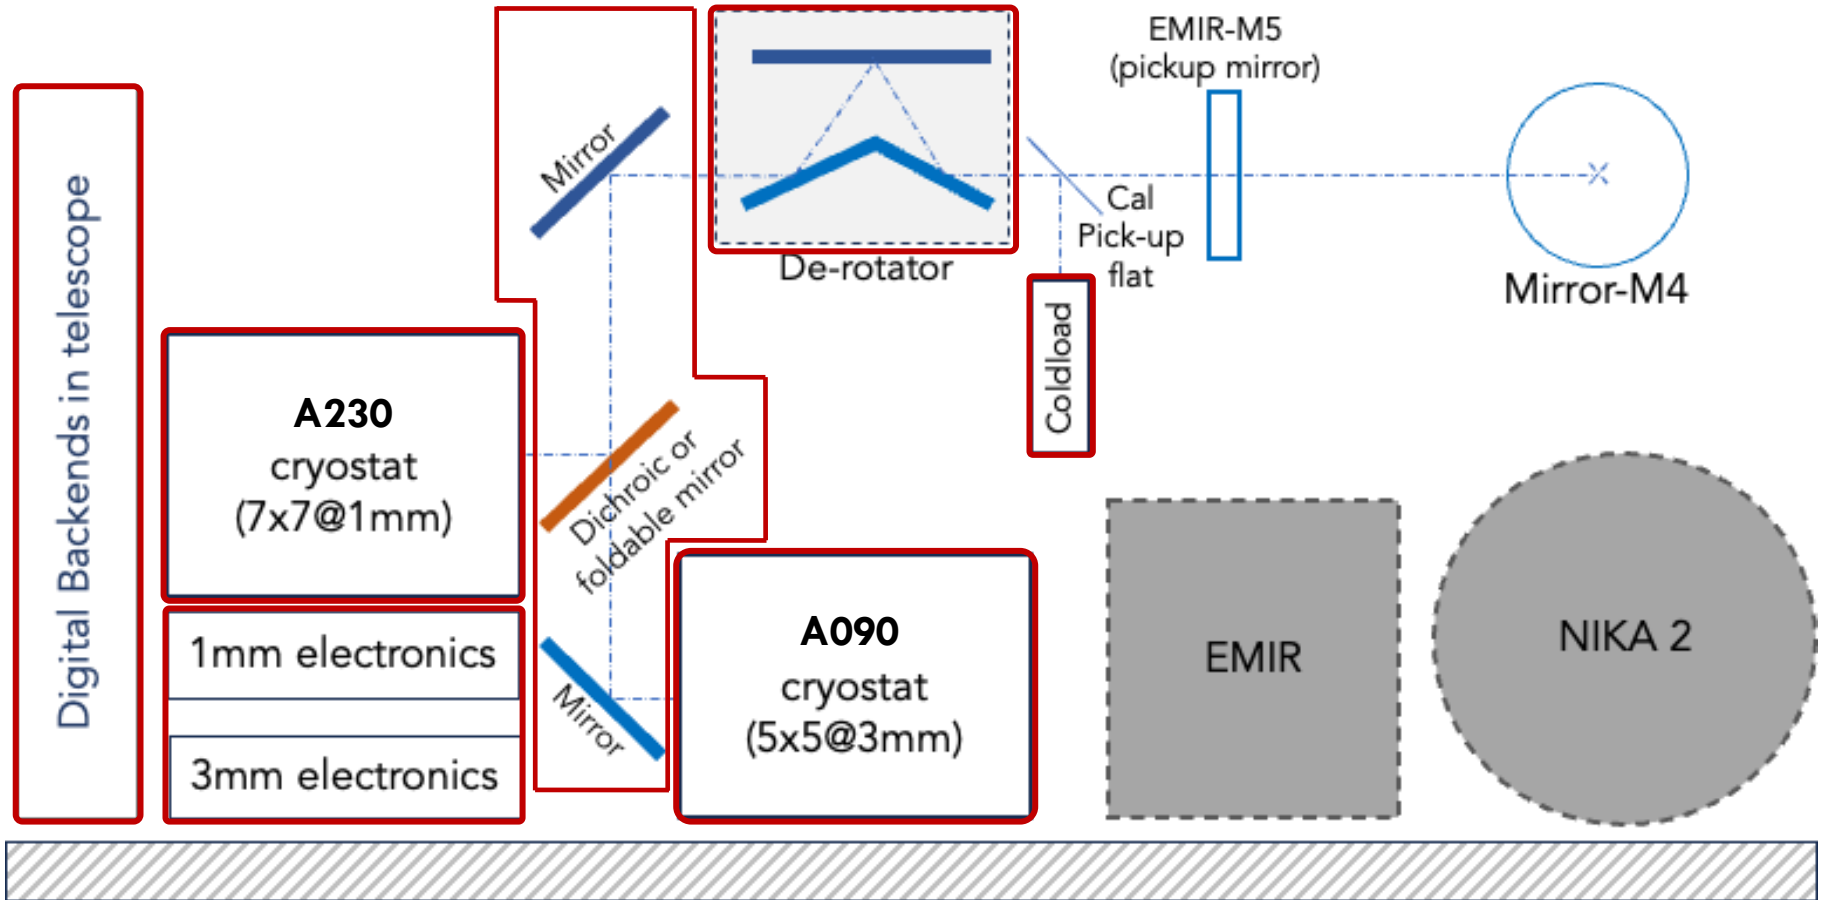 EMIR-M5
(pickup mirror)
Mirror
Cal
Pick-up
flat
De-rotator
Mirror-M4
Digital Backends in telescope
Coldload
A230
cryostat
(7x7@1mm)
Dichroic or
foldable mirror
1mm electronics
3mm electronics
Mirror
A090
cryostat
(5x5@3mm)
EMIR
NIKA 2